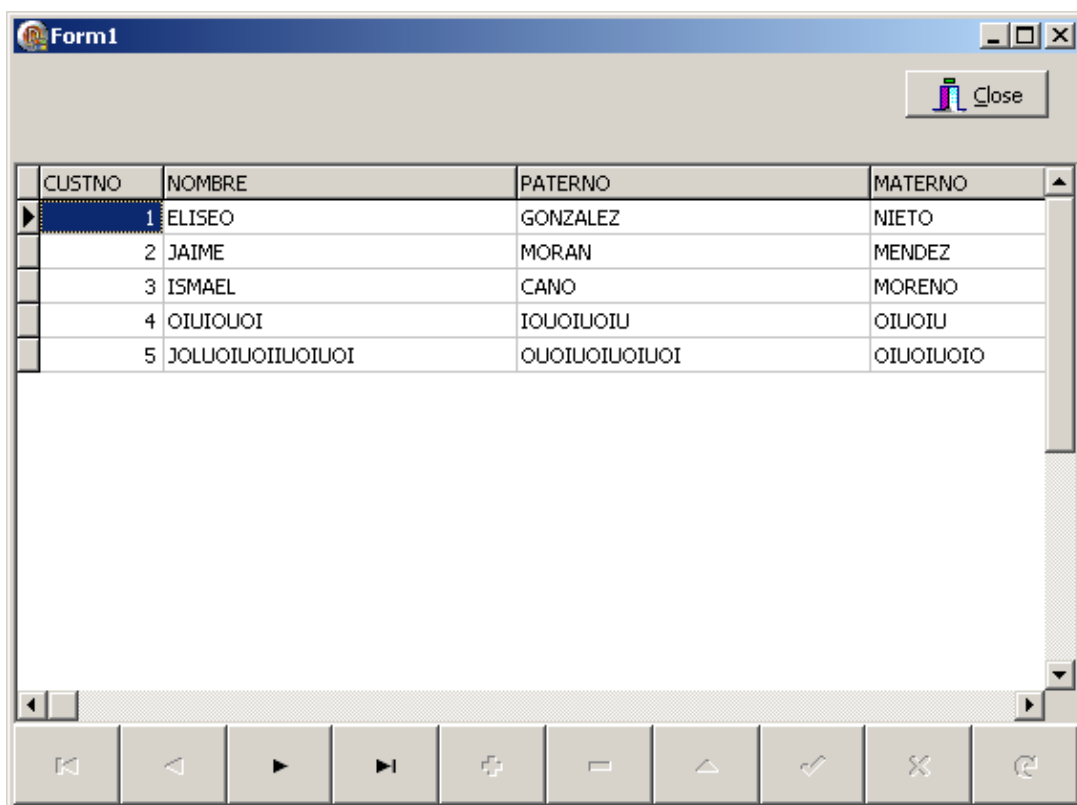 Form1
Close
CUSTNO NOMBRE PATERNO MATERNO
1 ELISEO GONZALEZ NIETO
2 JAIME MORAN MENDEZ
3 ISMAEL CANO MORENO
4 OIUIOUOI IOUOIUOIU OIUOIU
5 JOLUOIUOIIUOIUOI OUOIUOIUOIUOI OIUOIUOIO